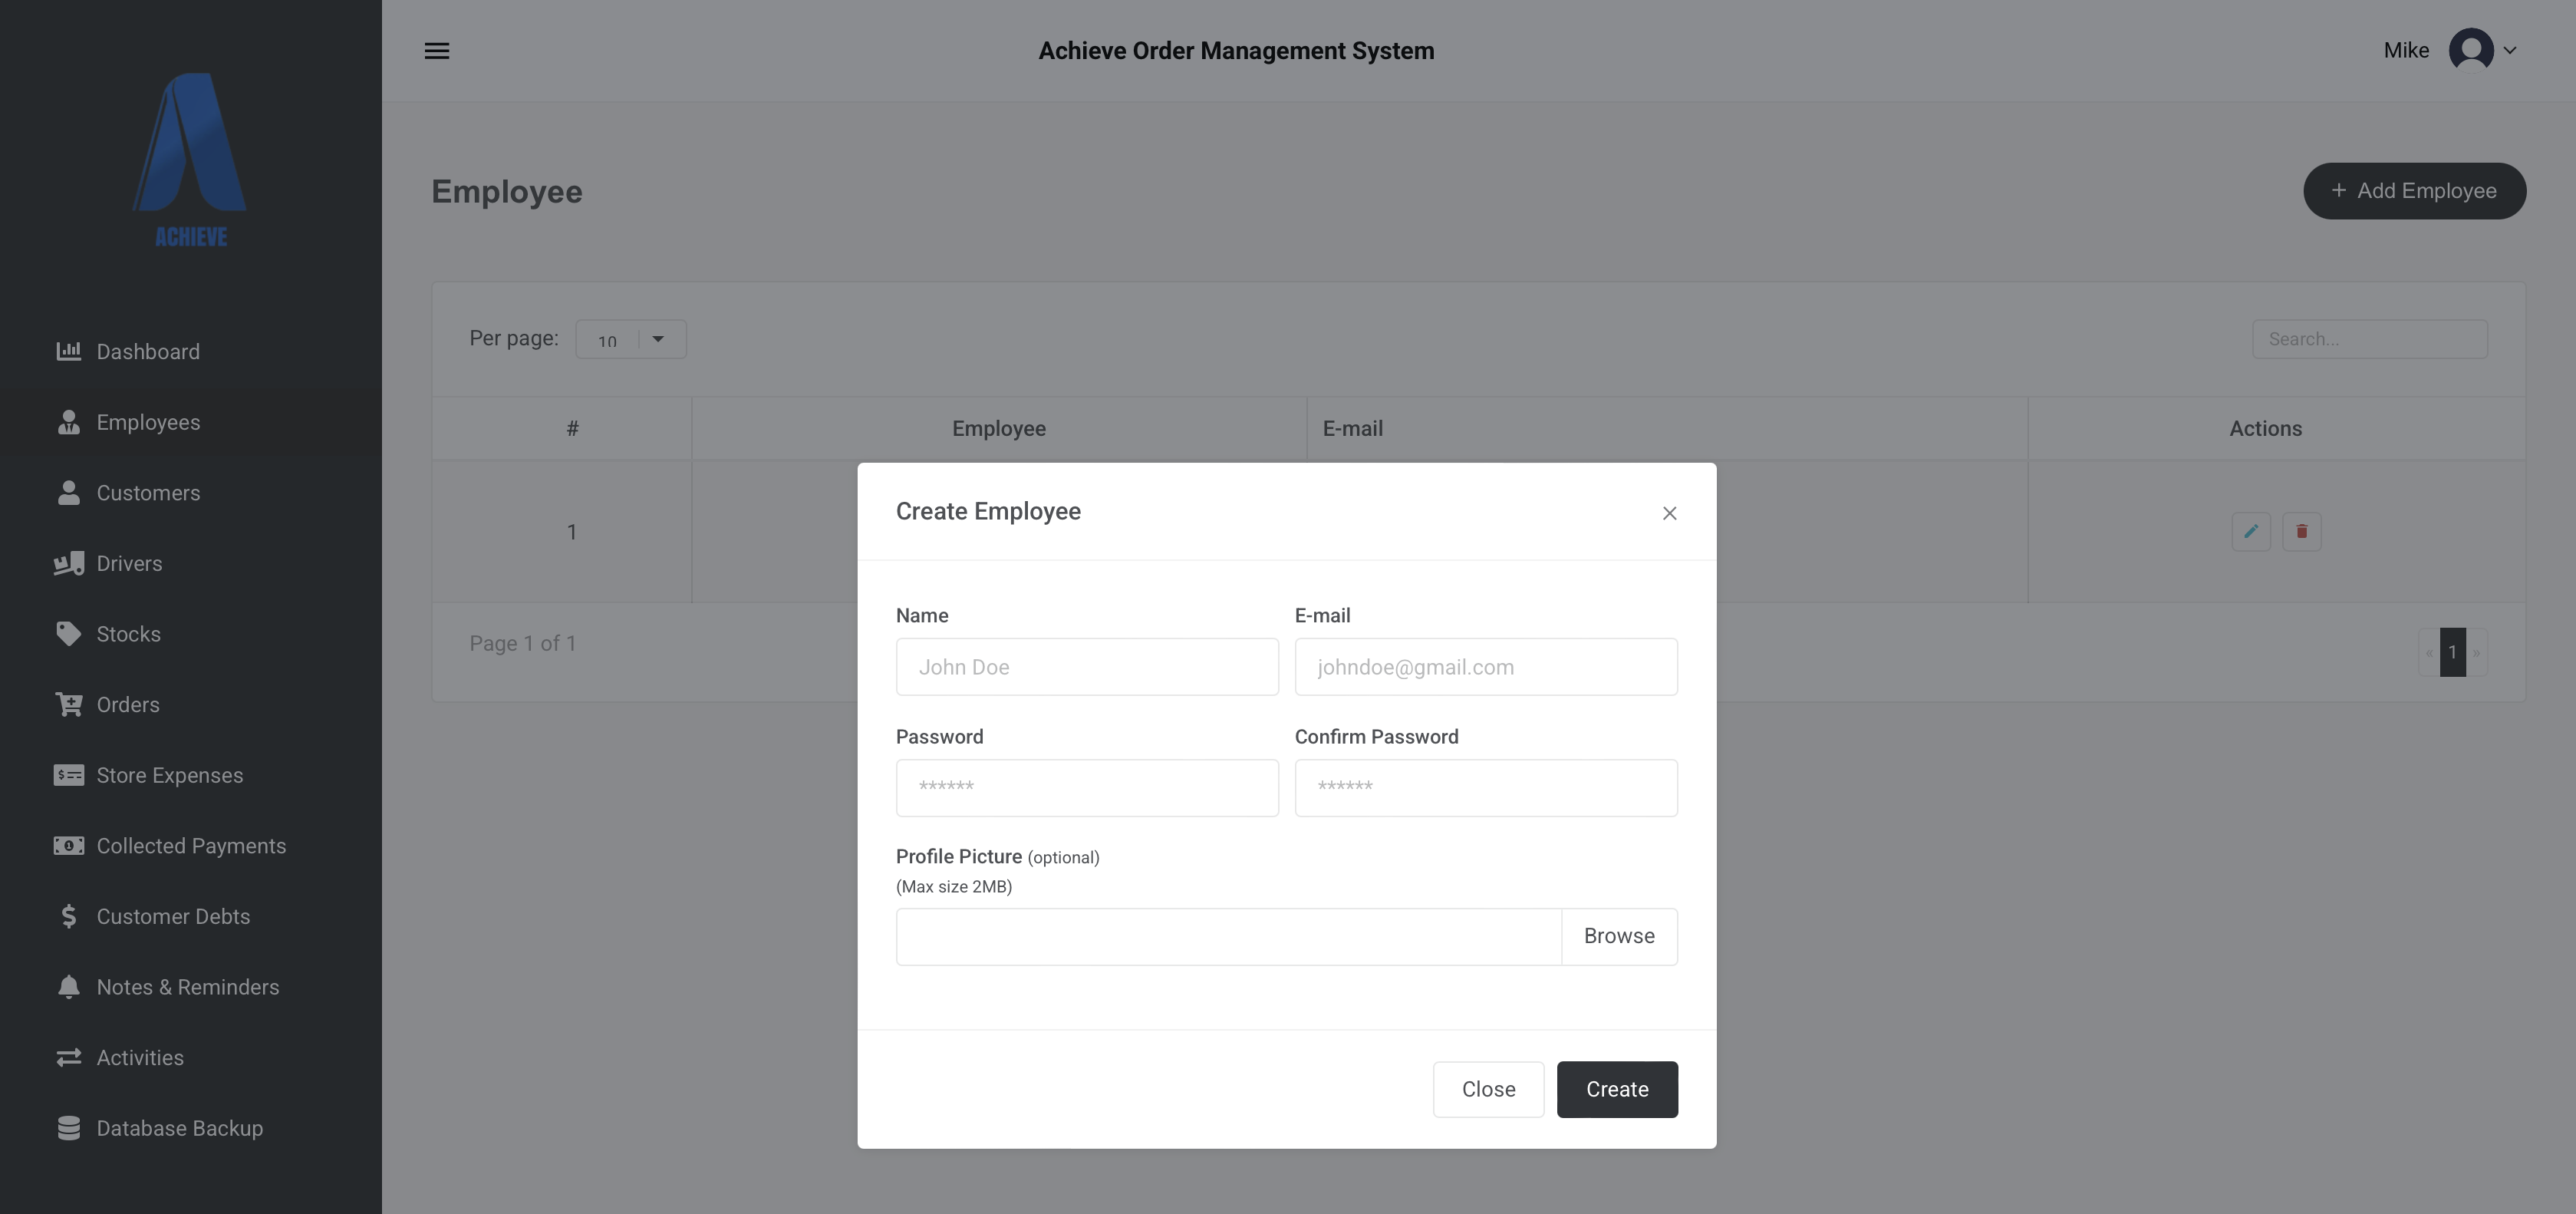 ACHIEVE
Dashboard
Employees
Customers
Drivers
Stocks
Orders
Store Expenses
Collected Payments
Customer Debts
Notes & Reminders
Activities
Database Backup
Achieve Order Management System
Mike
Employee
+ Add Employee
Per page: 10
Search...
# Employee E-mail Actions
1
Page 1 of 1
« 1 »
Create Employee
×
Name E-mail
John Doe johndoe@gmail.com
Password Confirm Password
****** ******
Profile Picture (optional)
(Max size 2MB)
Browse
Close Create